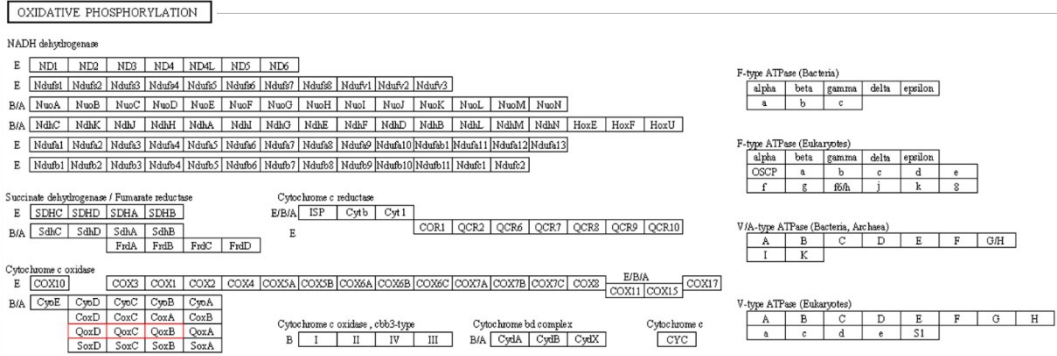 OXIDATIVE PHOSPHORYLATION
NADH dehydrogenase
E ND1 ND2 ND3 ND4 ND4L ND5 ND6
E Ndufs1 Ndufs2 Ndufs3 Ndufs4 Ndufs5 Ndufs6 Ndufs7 Ndufs8 Ndufv1 Ndufv2 Ndufv3
B/A NuoA NuoB NuoC NuoD NuoE NuoF NuoG NuoH NuoI NuoJ NuoK NuoL NuoM NuoN
B/A NdhC NdhK NdhJ NdhH NdhA NdhI NdhG NdhE NdhF NdhD NdhB NdhL NdhM NdhN HoxE HoxF HoxU
E Ndufa1 Ndufa2 Ndufa3 Ndufa4 Ndufa5 Ndufa6 Ndufa7 Ndufa8 Ndufa9 Ndufa10 Ndufab1 Ndufa11 Ndufa12 Ndufa13
E Ndufb1 Ndufb2 Ndufb3 Ndufb4 Ndufb5 Ndufb6 Ndufb7 Ndufb8 Ndufb9 Ndufb10 Ndufb11 Ndufc1 Ndufc2
Succinate dehydrogenase / Fumarate reductase
E SDHC SDHD SDHA SDHB
B/A SdhC SdhD SdhA SdhB
FrdA FrdB FrdC FrdD
Cytochrome c reductase
E/B/A ISP Cyt b Cyt 1
E COR1 QCR2 QCR6 QCR7 QCR8 QCR9 QCR10
Cytochrome c oxidase
E COX10 COX3 COX1 COX2 COX4 COX5A COX5B COX6A COX6B COX6C COX7A COX7B COX7C COX8
E/B/A
COX11 COX15 COX17
B/A CyoE CyoD CyoC CyoB CyoA
CoxD CoxC CoxA CoxB
QoxD QoxC QoxB QoxA
SoxD SoxC SoxB SoxA
Cytochrome c oxidase, cbb3-type
B I II IV III
Cytochrome bd complex
B/A CydA CydB CydX
Cytochrome c
CYC
F-type ATPase (Bacteria)
alpha beta gamma delta epsilon
a b c
F-type ATPase (Eukaryotes)
alpha beta gamma delta epsilon
OSCP a b c d e
f g f6/h j k 8
V/A-type ATPase (Bacteria, Archaea)
A B C D E F G/H
I K
V-type ATPase (Eukaryotes)
A B C D E F G H
a c d e S1